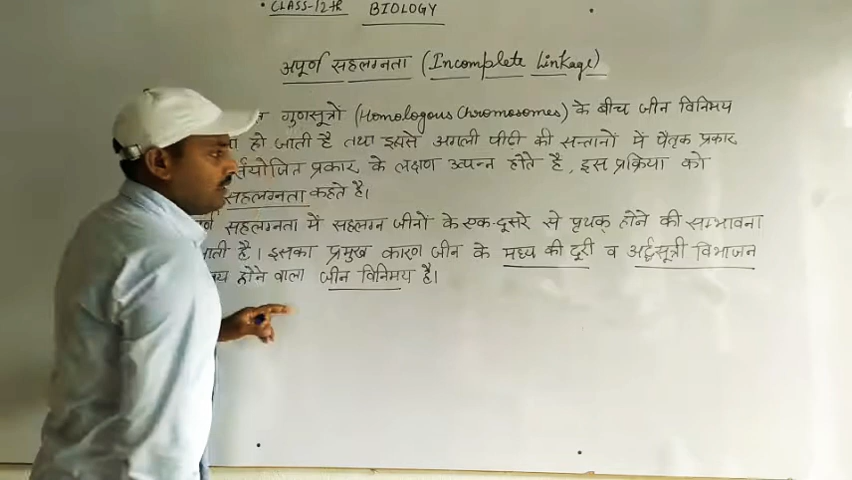 CLASS-12th BIOLOGY
अपूर्ण सहलग्नता (Incomplete Linkage)
गुणसूत्रों (Homologous Chromosomes) के बीच जीन विनिमय
हो जाती है तथा इससे अगली पीढी की सन्तानों में पैतृक प्रकार
प्रकार के लक्षण उत्पन्न होते है, इस प्रक्रिया को
सहलग्नता कहते है।
सहलग्नता में सहलग्न जीनों के एक-दूसरे से पृथक् होने की सम्भावना
है। इसका प्रमुख कारण जीन के मध्य की दूरी व अर्द्धसूत्री विभाजन
होने वाला जीन विनिमय है।